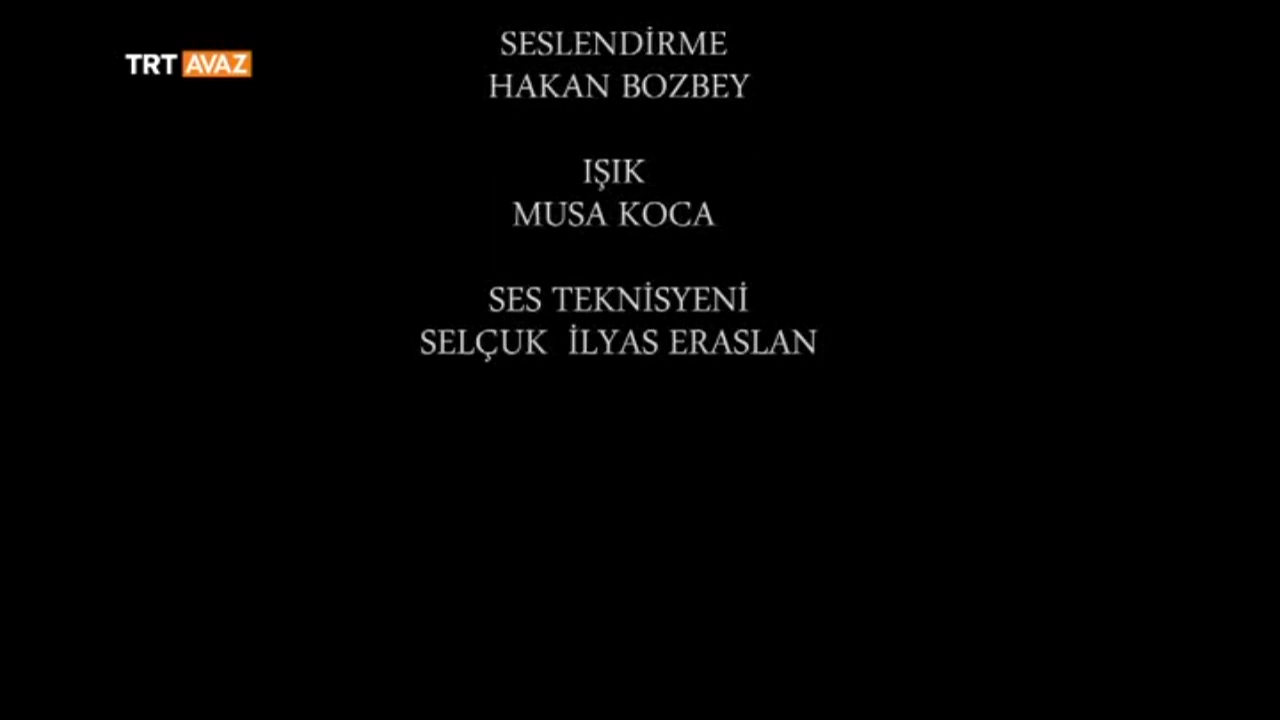 SESLENDİRME
TRT AVAZ
HAKAN BOZBEY
IŞIK
MUSA KOCA
SES TEKNİSYENİ
SELÇUK İLYAS ERASLAN